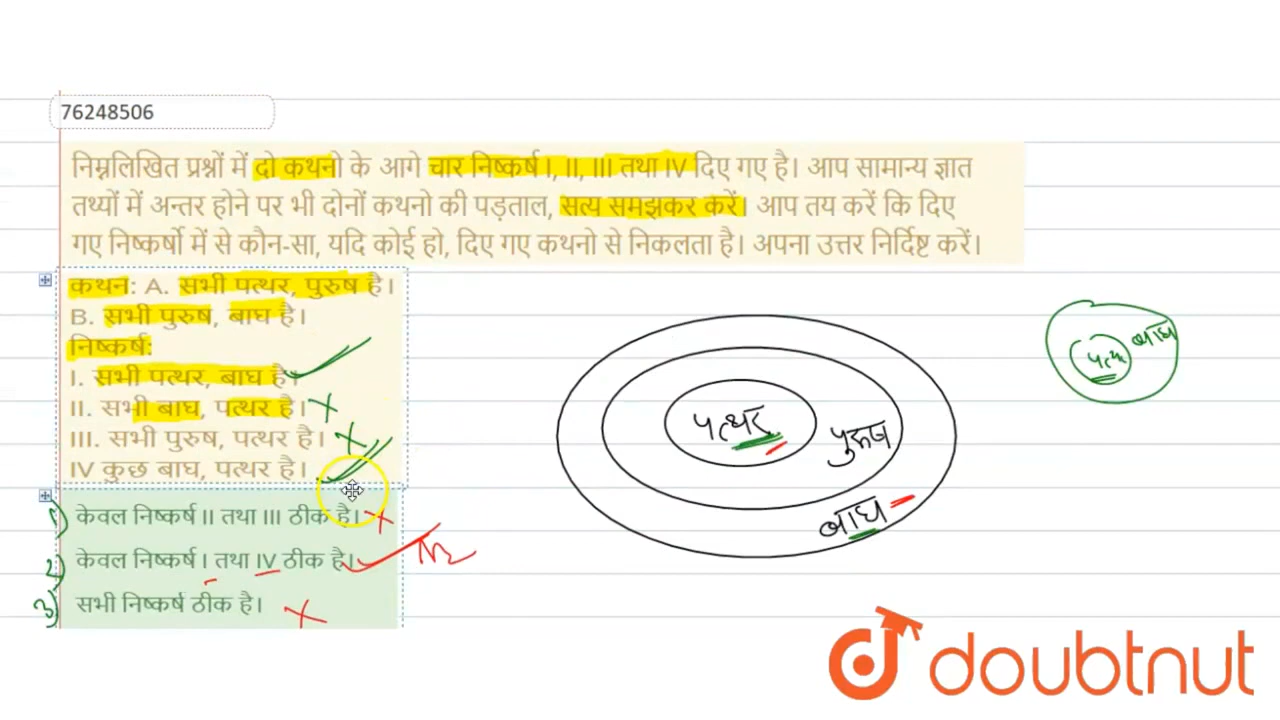 76248506
निम्नलिखित प्रश्नों में दो कथनो के आगे चार निष्कर्ष I, II, III तथा IV दिए गए है। आप सामान्य ज्ञात
तथ्यों में अन्तर होने पर भी दोनों कथनो की पड़ताल, सत्य समझकर करें। आप तय करें कि दिए
गए निष्कर्षो में से कौन-सा, यदि कोई हो, दिए गए कथनो से निकलता है। अपना उत्तर निर्दिष्ट करें।
कथन: A. सभी पत्थर, पुरुष है।
B. सभी पुरुष, बाघ है।
निष्कर्ष:
I. सभी पत्थर, बाघ है।
II. सभी बाघ, पत्थर है।
III. सभी पुरुष, पत्थर है।
IV कुछ बाघ, पत्थर है।
1) केवल निष्कर्ष II तथा III ठीक है।
2) केवल निष्कर्ष I तथा IV ठीक है।
3) सभी निष्कर्ष ठीक है।
पत्थर
पुरुष
बाघ
बाघ
doubtnut